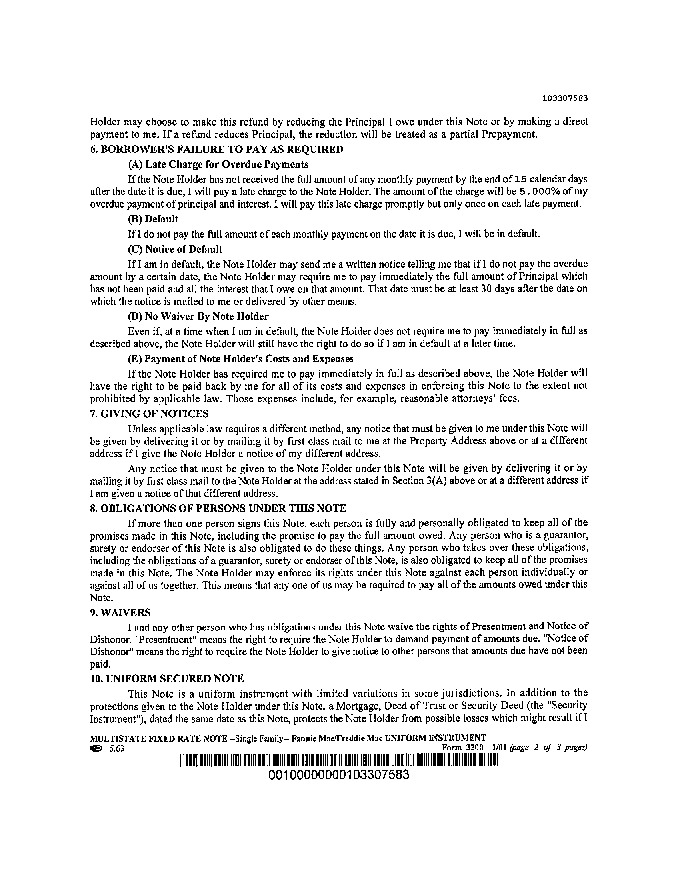 103307583
Holder may choose to make this refund by reducing the Principal I owe under this Note or by making a direct
payment to me. If a refund reduces Principal, the reduction will be treated as a partial Prepayment.
6. BORROWER'S FAILURE TO PAY AS REQUIRED
(A) Late Charge for Overdue Payments
If the Note Holder has not received the full amount of any monthly payment by the end of 15 calendar days
after the date it is due, I will pay a late charge to the Note Holder. The amount of the charge will be 5.000% of my
overdue payment of principal and interest. I will pay this late charge promptly but only once on each late payment.
(B) Default
If I do not pay the full amount of each monthly payment on the date it is due, I will be in default.
(C) Notice of Default
If I am in default, the Note Holder may send me a written notice telling me that if I do not pay the overdue
amount by a certain date, the Note Holder may require me to pay immediately the full amount of Principal which
has not been paid and all the interest that I owe on that amount. That date must be at least 30 days after the date on
which the notice is mailed to me or delivered by other means.
(D) No Waiver By Note Holder
Even if, at a time when I am in default, the Note Holder does not require me to pay immediately in full as
described above, the Note Holder will still have the right to do so if I am in default at a later time.
(E) Payment of Note Holder's Costs and Expenses
If the Note Holder has required me to pay immediately in full as described above, the Note Holder will
have the right to be paid back by me for all of its costs and expenses in enforcing this Note to the extent not
prohibited by applicable law. Those expenses include, for example, reasonable attorneys' fees.
7. GIVING OF NOTICES
Unless applicable law requires a different method, any notice that must be given to me under this Note will
be given by delivering it or by mailing it by first class mail to me at the Property Address above or at a different
address if I give the Note Holder a notice of my different address.
Any notice that must be given to the Note Holder under this Note will be given by delivering it or by
mailing it by first class mail to the Note Holder at the address stated in Section 3(A) above or at a different address if
I am given a notice of that different address.
8. OBLIGATIONS OF PERSONS UNDER THIS NOTE
If more than one person signs this Note, each person is fully and personally obligated to keep all of the
promises made in this Note, including the promise to pay the full amount owed. Any person who is a guarantor,
surety or endorser of this Note is also obligated to do these things. Any person who takes over these obligations,
including the obligations of a guarantor, surety or endorser of this Note, is also obligated to keep all of the promises
made in this Note. The Note Holder may enforce its rights under this Note against each person individually or
against all of us together. This means that any one of us may be required to pay all of the amounts owed under this
Note.
9. WAIVERS
I and any other person who has obligations under this Note waive the rights of Presentment and Notice of
Dishonor. "Presentment" means the right to require the Note Holder to demand payment of amounts due. "Notice of
Dishonor" means the right to require the Note Holder to give notice to other persons that amounts due have not been
paid.
10. UNIFORM SECURED NOTE
This Note is a uniform instrument with limited variations in some jurisdictions. In addition to the
protections given to the Note Holder under this Note, a Mortgage, Deed of Trust or Security Deed (the "Security
Instrument"), dated the same date as this Note, protects the Note Holder from possible losses which might result if I
MULTISTATE FIXED RATE NOTE --Single Family-- Fannie Mae/Freddie Mac UNIFORM INSTRUMENT
5.63 Form 3200 1/01 (page 2 of 3 pages)
00100000000103307583